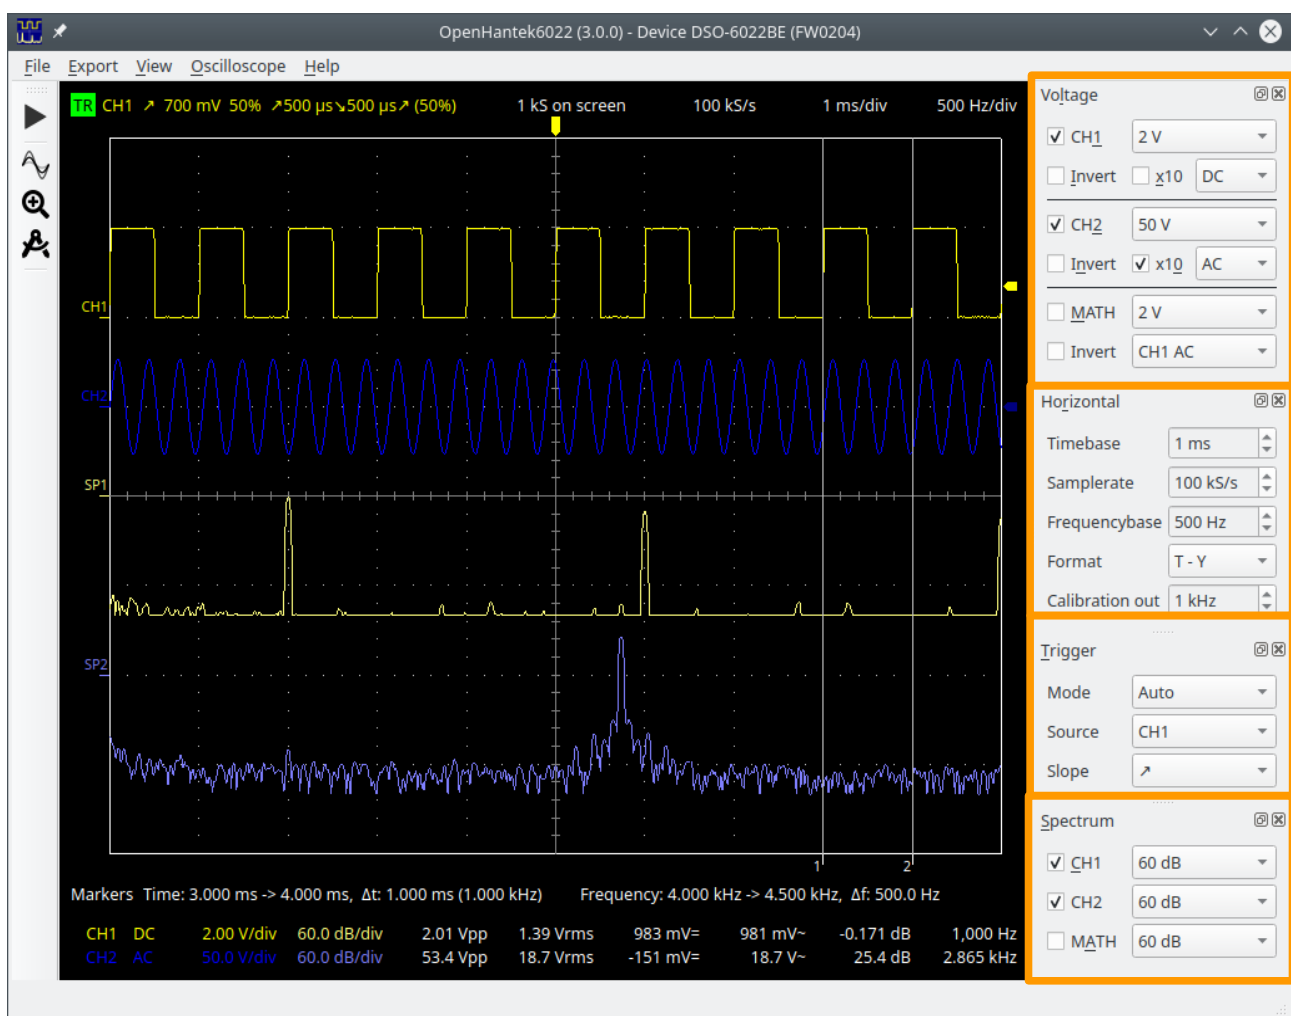 OpenHantek6022 (3.0.0) - Device DSO-6022BE (FW0204)
File Export View Oscilloscope Help
TR CH1 ↗ 700 mV 50% ↗500 µs↘500 µs↗ (50%) 1 kS on screen 100 kS/s 1 ms/div 500 Hz/div
CH1
CH2
SP1
SP2
1 2
Markers Time: 3.000 ms -> 4.000 ms, Δt: 1.000 ms (1.000 kHz) Frequency: 4.000 kHz -> 4.500 kHz, Δf: 500.0 Hz
CH1 DC 2.00 V/div 60.0 dB/div 2.01 Vpp 1.39 Vrms 983 mV= 981 mV~ -0.171 dB 1,000 Hz
CH2 AC 50.0 V/div 60.0 dB/div 53.4 Vpp 18.7 Vrms -151 mV= 18.7 V~ 25.4 dB 2.865 kHz
Voltage
CH1 2 V
Invert x10 DC
CH2 50 V
Invert x10 AC
MATH 2 V
Invert CH1 AC
Horizontal
Timebase 1 ms
Samplerate 100 kS/s
Frequencybase 500 Hz
Format T - Y
Calibration out 1 kHz
Trigger
Mode Auto
Source CH1
Slope ↗
Spectrum
CH1 60 dB
CH2 60 dB
MATH 60 dB